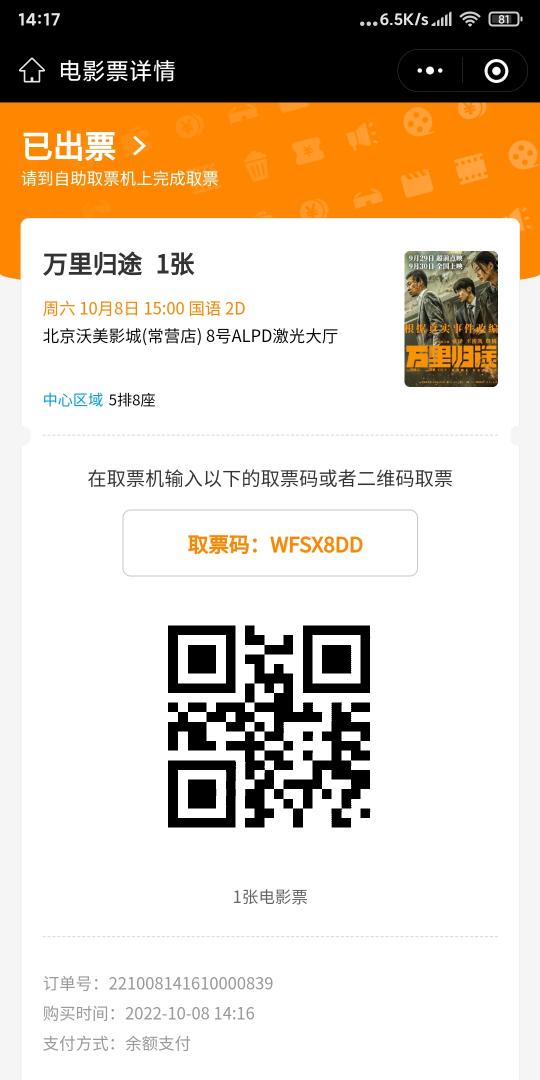 14:17
...6.5K/s
81
电影票详情
已出票
请到自助取票机上完成取票
万里归途 1张
周六 10月8日 15:00 国语 2D
北京沃美影城(常营店) 8号ALPD激光大厅
中心区域 5排8座
9月29日 超前点映
9月30日 全国上映
根据真实事件改编
万里归途
在取票机输入以下的取票码或者二维码取票
取票码：WFSX8DD
1张电影票
订单号：221008141610000839
购买时间：2022-10-08 14:16
支付方式：余额支付